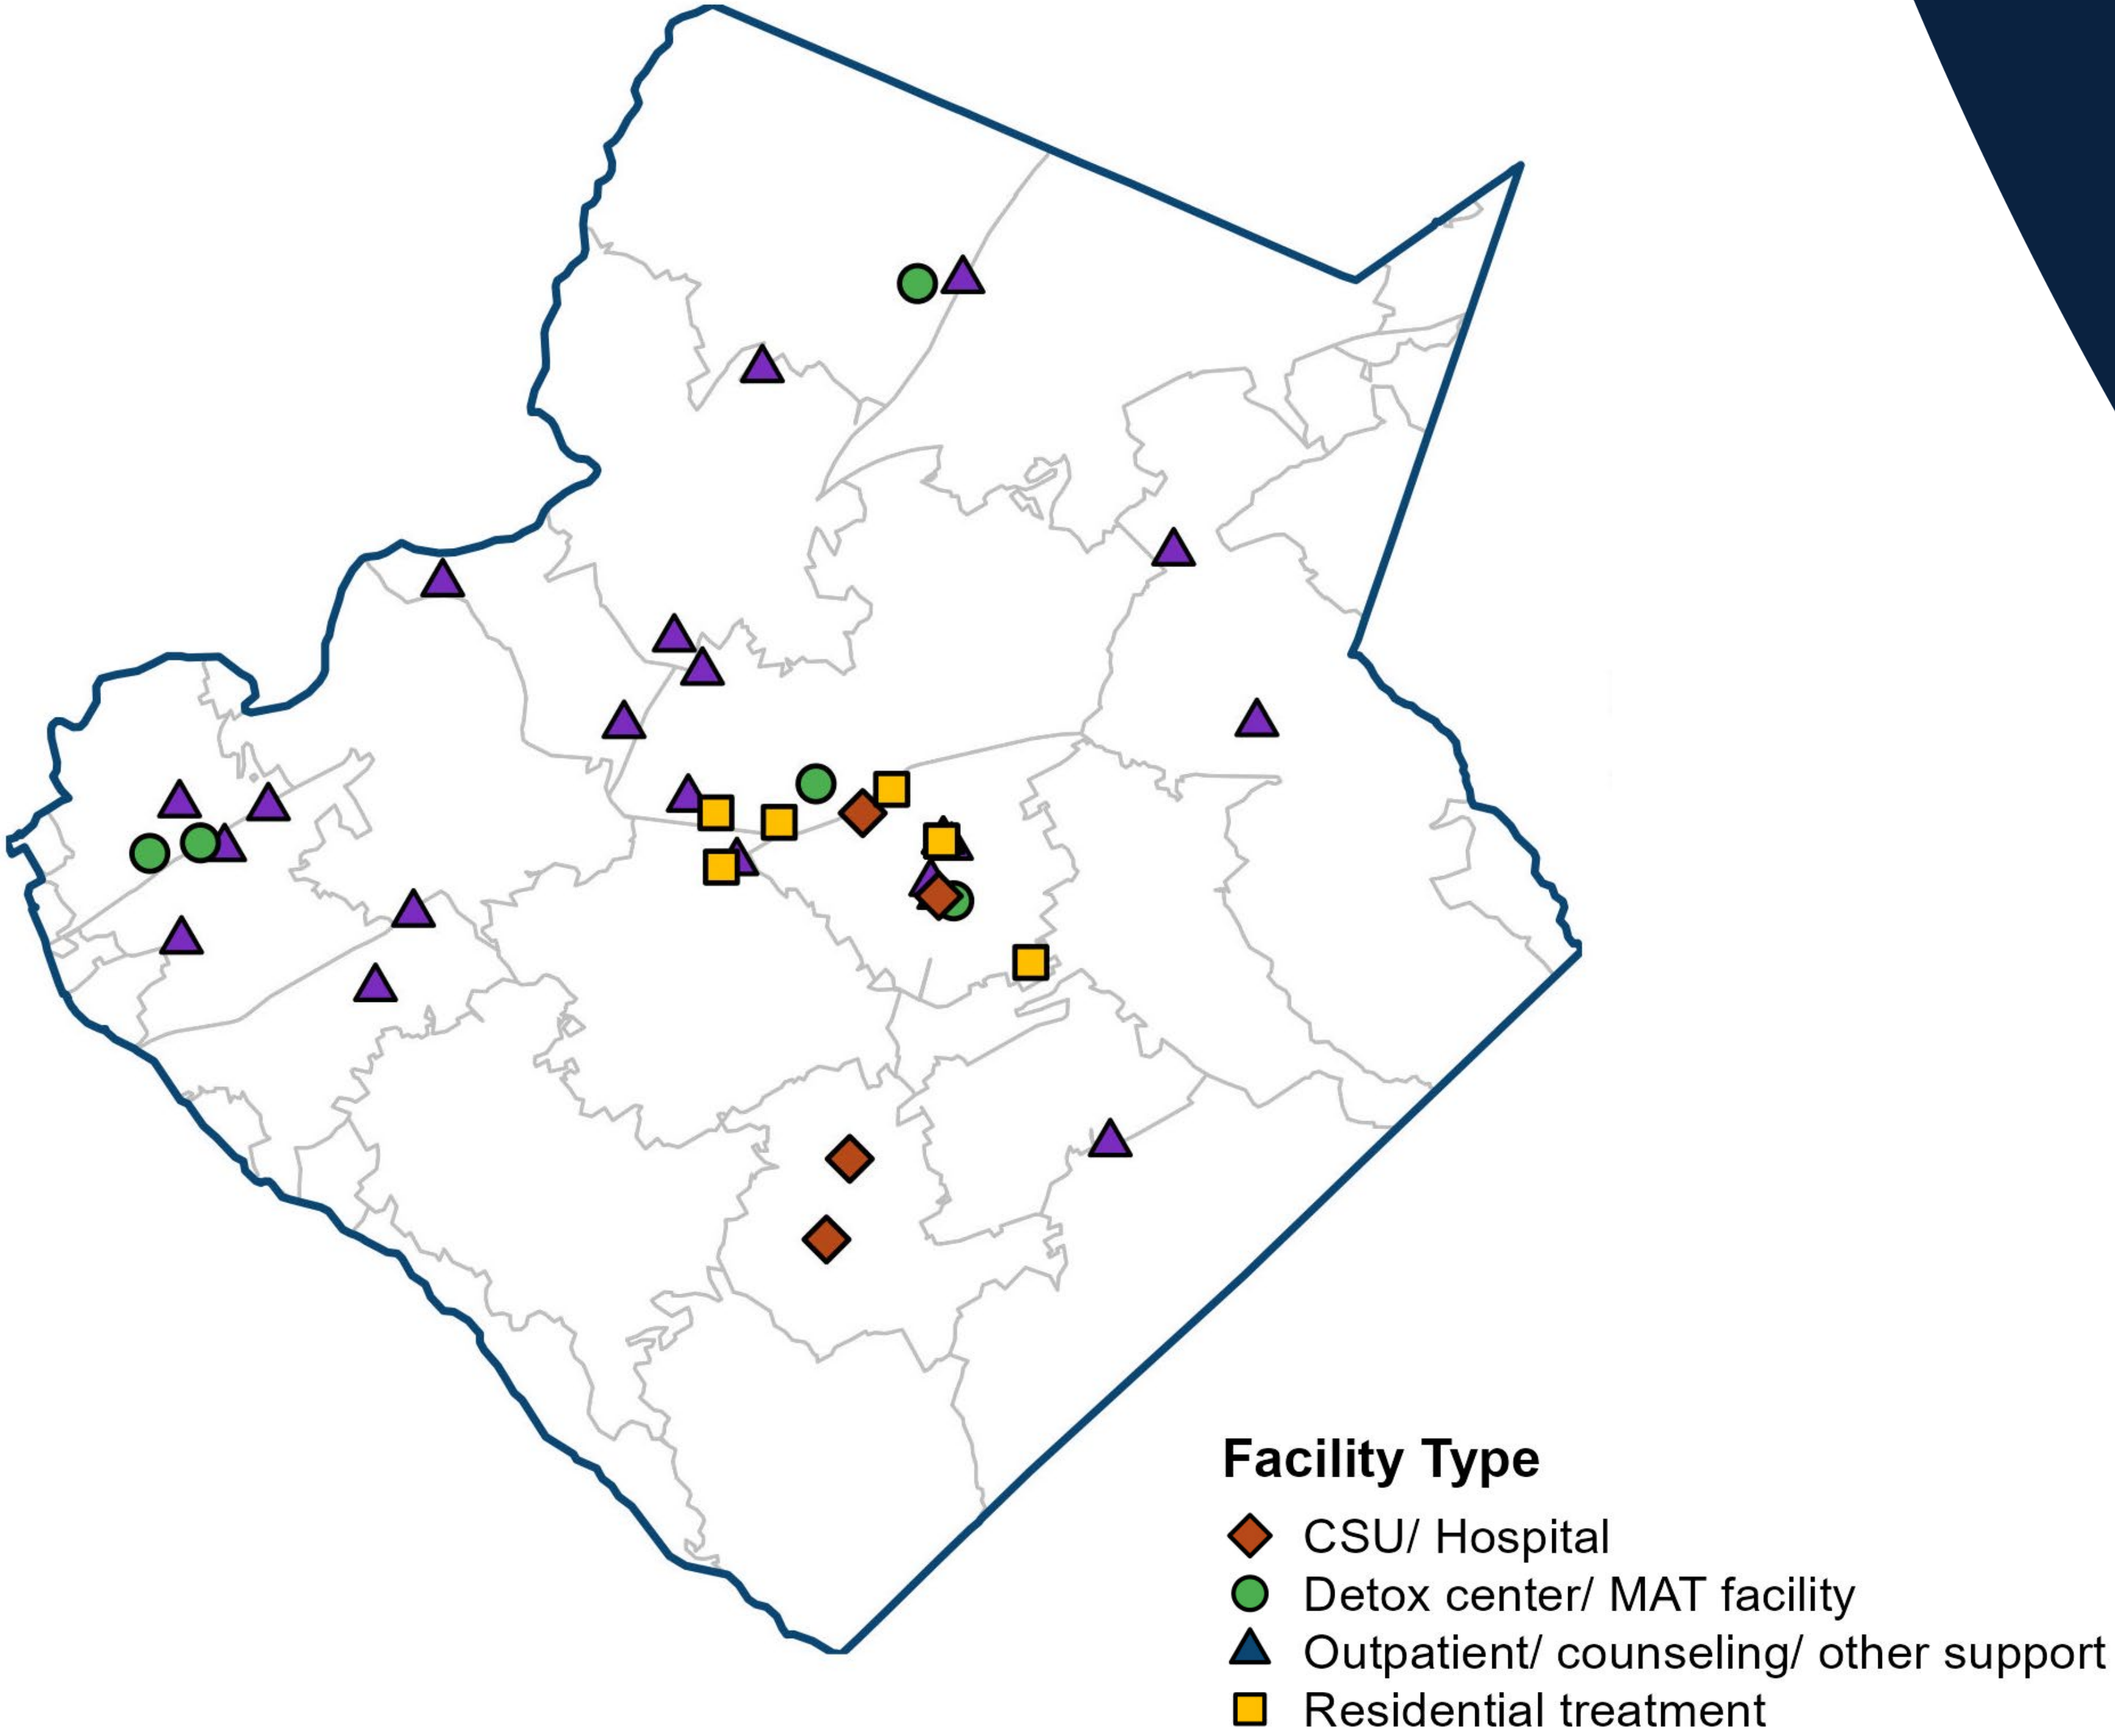 Facility Type
CSU/ Hospital
Detox center/ MAT facility
Outpatient/ counseling/ other support
Residential treatment